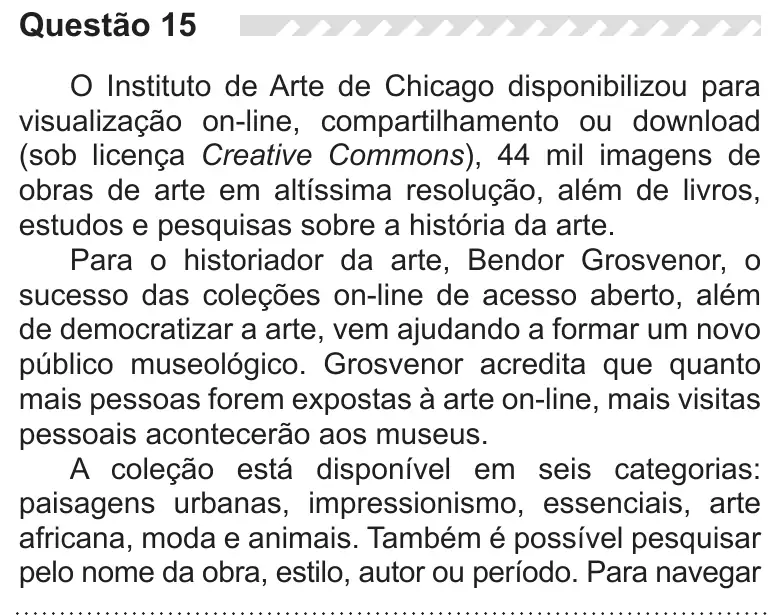 Questão 15
O Instituto de Arte de Chicago disponibilizou para
visualização on-line, compartilhamento ou download
(sob licença Creative Commons), 44 mil imagens de
obras de arte em altíssima resolução, além de livros,
estudos e pesquisas sobre a história da arte.
Para o historiador da arte, Bendor Grosvenor, o
sucesso das coleções on-line de acesso aberto, além
de democratizar a arte, vem ajudando a formar um novo
público museológico. Grosvenor acredita que quanto
mais pessoas forem expostas à arte on-line, mais visitas
pessoais acontecerão aos museus.
A coleção está disponível em seis categorias:
paisagens urbanas, impressionismo, essenciais, arte
africana, moda e animais. Também é possível pesquisar
pelo nome da obra, estilo, autor ou período. Para navegar